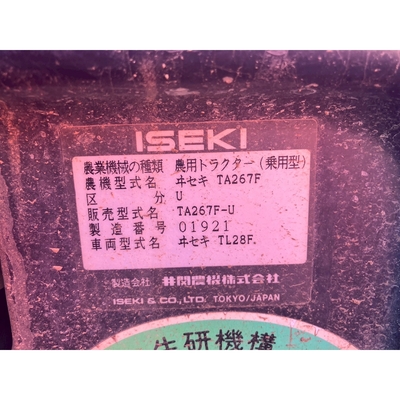 ISEKI
農業機械の種類 農用トラクター(乗用型)
農機型式名 ヰセキ TA267F
区分 U
販売型式名 TA267F-U
製造番号 01921
車両型式名 ヰセキ TL28F.
製造会社 井関農機株式会社
ISEKI & CO., LTD. TOKYO/JAPAN
生研機構